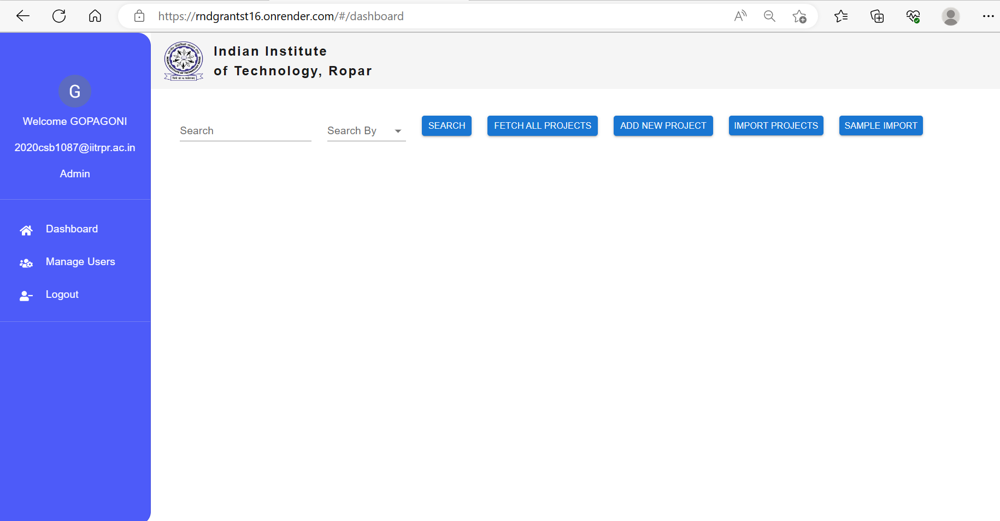 https://rndgrantst16.onrender.com/#/dashboard
G
Welcome GOPAGONI
2020csb1087@iitrpr.ac.in
Admin
Dashboard
Manage Users
Logout
Indian Institute
of Technology, Ropar
Search
Search By
SEARCH
FETCH ALL PROJECTS
ADD NEW PROJECT
IMPORT PROJECTS
SAMPLE IMPORT